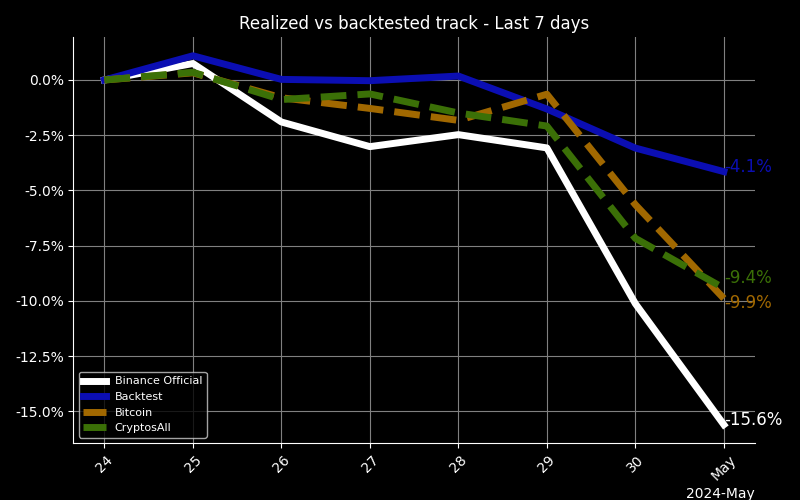 Realized vs backtested track - Last 7 days
0.0%
-2.5%
-5.0%
-7.5%
-10.0%
-12.5%
-15.0%
-4.1%
-9.4%
-9.9%
-15.6%
Binance Official
Backtest
Bitcoin
CryptosAll
24
25
26
27
28
29
30
May
2024-May